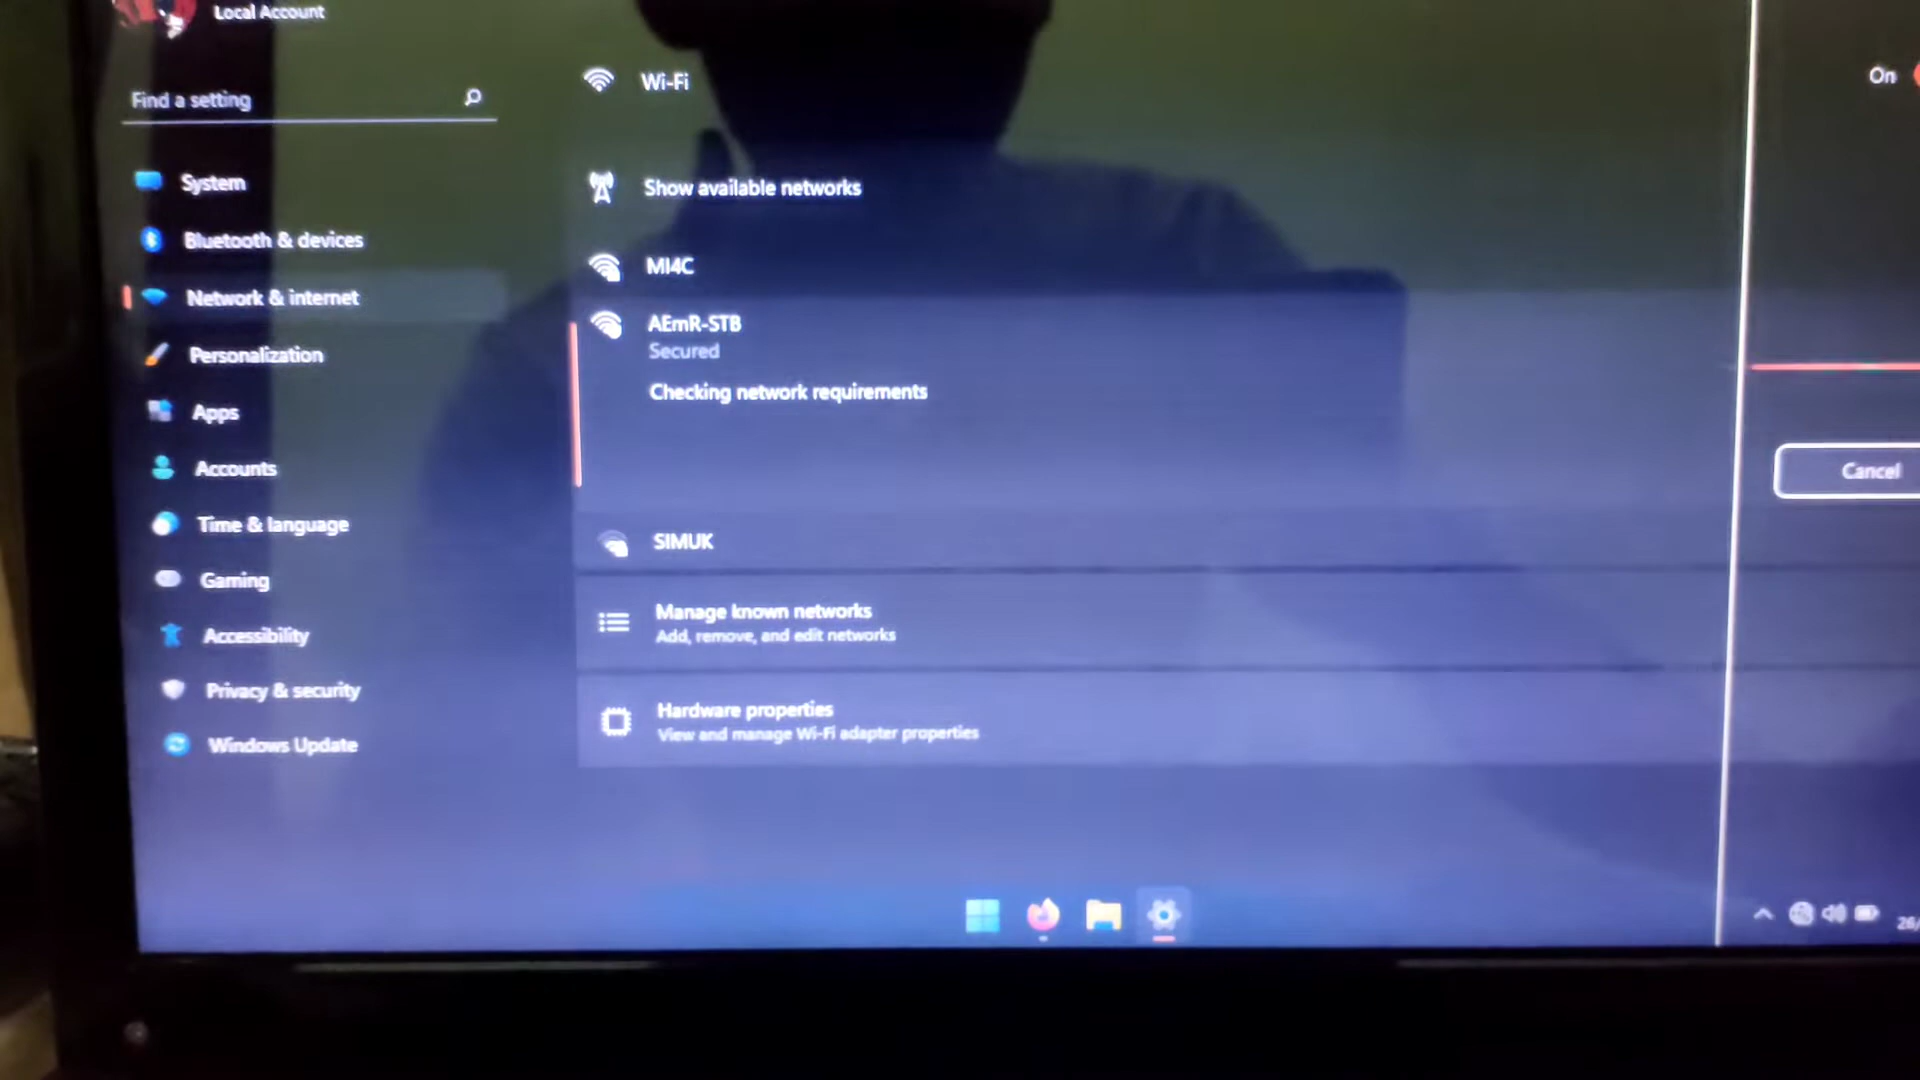 Local Account
Find a setting
System
Bluetooth & devices
Network & internet
Personalization
Apps
Accounts
Time & language
Gaming
Accessibility
Privacy & security
Windows Update
Wi-Fi
On
Show available networks
MI4C
AEmR-STB
Secured
Checking network requirements
Cancel
SIMUK
Manage known networks
Add, remove, and edit networks
Hardware properties
View and manage Wi-Fi adapter properties
26/